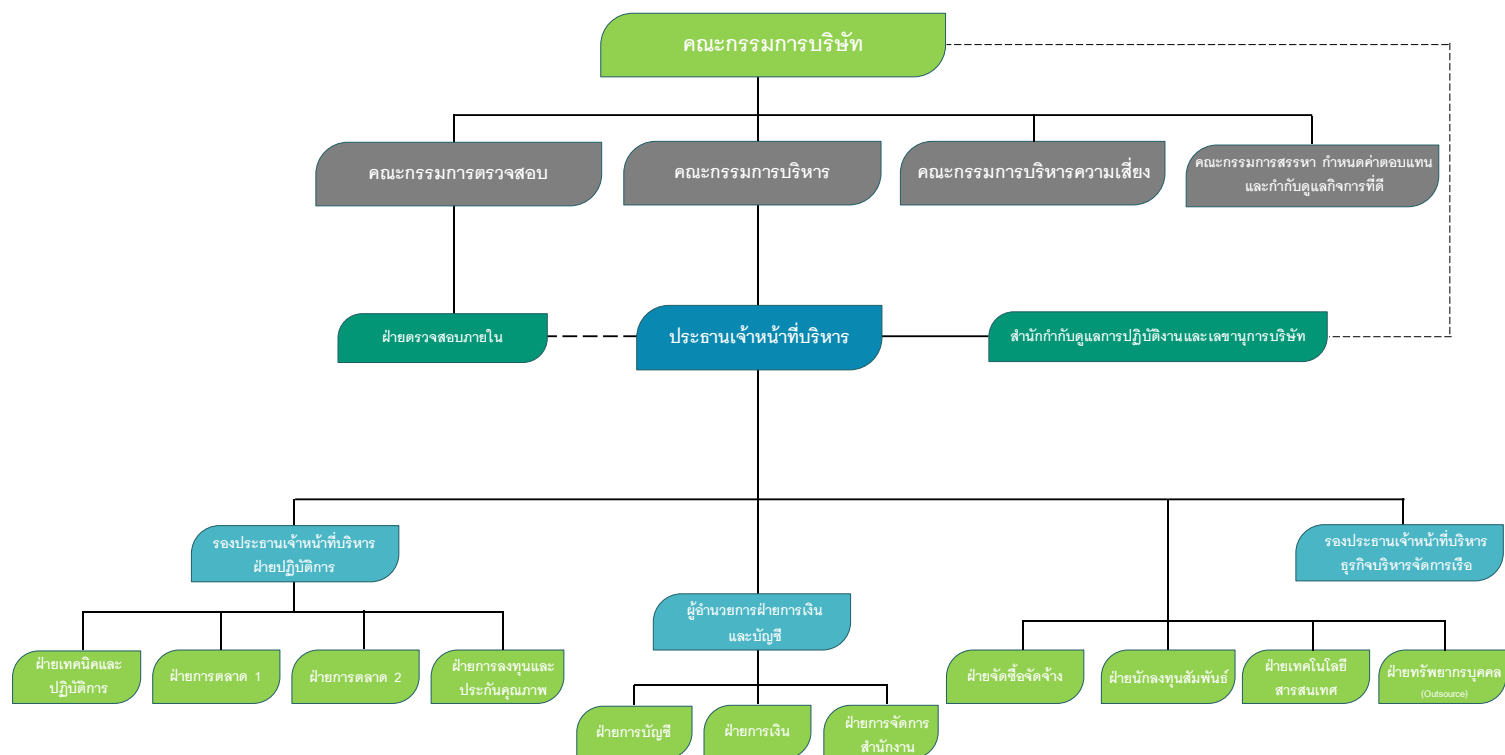 คณะกรรมการบริษัท
คณะกรรมการตรวจสอบ
คณะกรรมการบริหาร
คณะกรรมการบริหารความเสี่ยง
คณะกรรมการสรรหา กำหนดค่าตอบแทน
และกำกับดูแลกิจการที่ดี
ฝ่ายตรวจสอบภายใน
ประธานเจ้าหน้าที่บริหาร
สำนักกำกับดูแลการปฏิบัติงานและเลขานุการบริษัท
รองประธานเจ้าหน้าที่บริหาร
ฝ่ายปฏิบัติการ
รองประธานเจ้าหน้าที่บริหาร
ธุรกิจบริหารจัดการเรือ
ผู้อำนวยการฝ่ายการเงิน
และบัญชี
ฝ่ายเทคนิคและ
ปฏิบัติการ
ฝ่ายการตลาด 1
ฝ่ายการตลาด 2
ฝ่ายการลงทุนและ
ประกันคุณภาพ
ฝ่ายจัดซื้อจัดจ้าง
ฝ่ายนักลงทุนสัมพันธ์
ฝ่ายเทคโนโลยี
สารสนเทศ
ฝ่ายทรัพยากรบุคคล
(Outsource)
ฝ่ายการบัญชี
ฝ่ายการเงิน
ฝ่ายการจัดการ
สำนักงาน